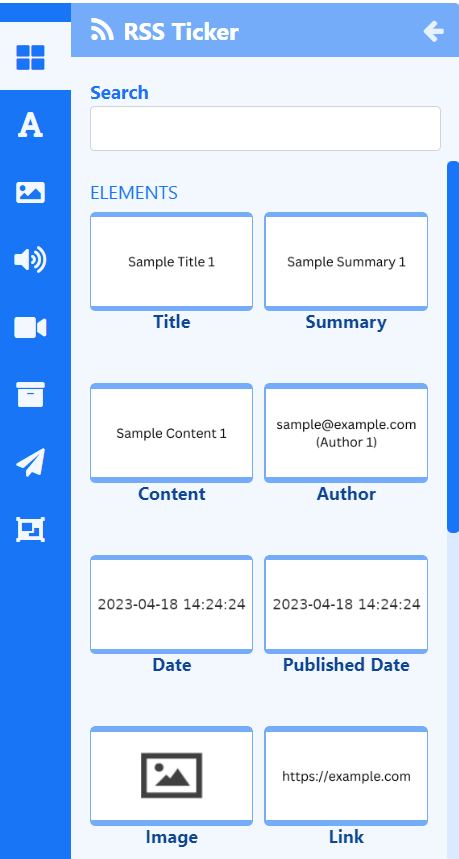 RSS Ticker
Search
ELEMENTS
Sample Title 1
Sample Summary 1
Title
Summary
Sample Content 1
sample@example.com
(Author 1)
Content
Author
2023-04-18 14:24:24
2023-04-18 14:24:24
Date
Published Date
https://example.com
Image
Link